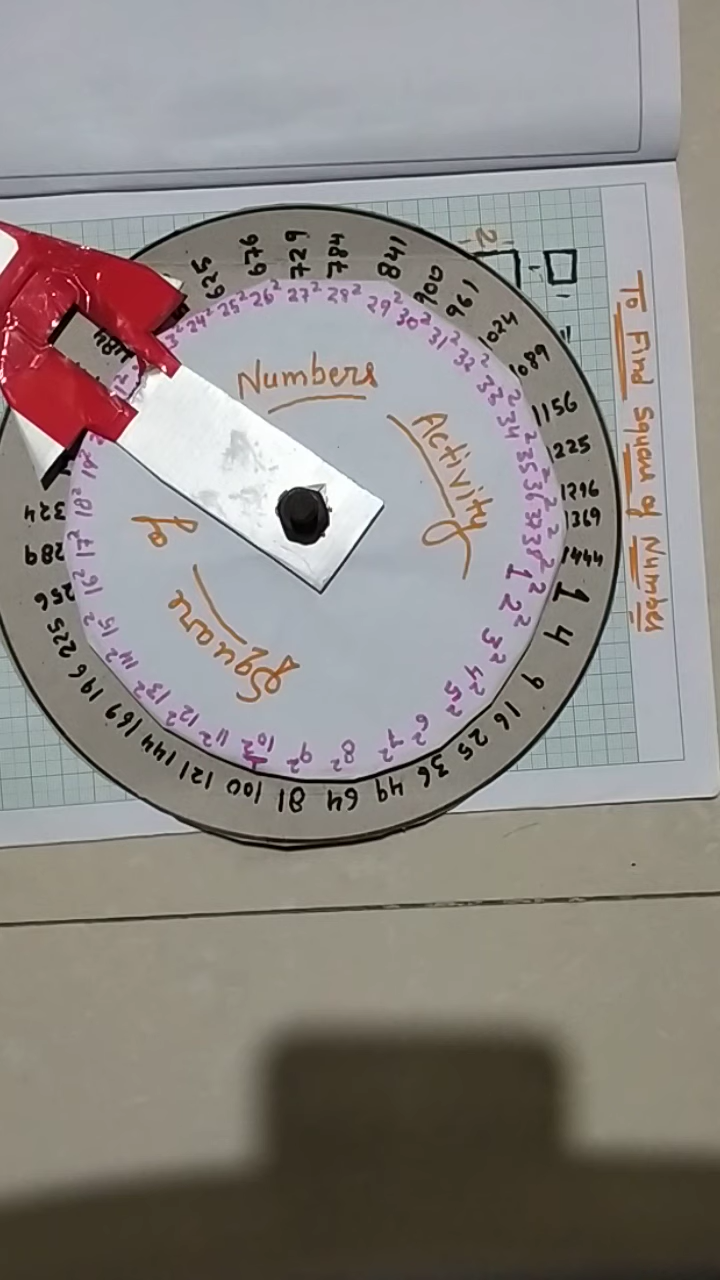 To Find Square of Number
Activity
Square
of
Numbers
1 4 9 16 25 36 49 64 81 100 121 144 169 196 225 256 289 324
484
625 676 729 784 841 900 961 1024 1089 1156 1225 1296 1369 1444
1² 2² 3² 4² 5² 6² 7² 8² 9² 10² 11² 12² 13² 14² 15² 16² 17² 18²
24² 25² 26² 27² 28² 29² 30² 31² 32² 33² 34² 35² 36² 37² 38²